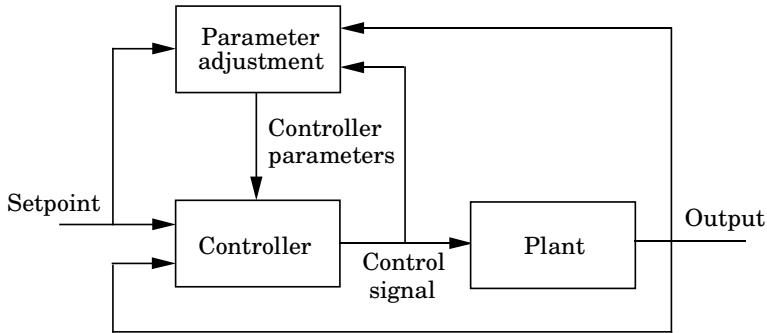 Parameter
adjustment
Controller
parameters
Setpoint
Controller
Control
signal
Plant
Output